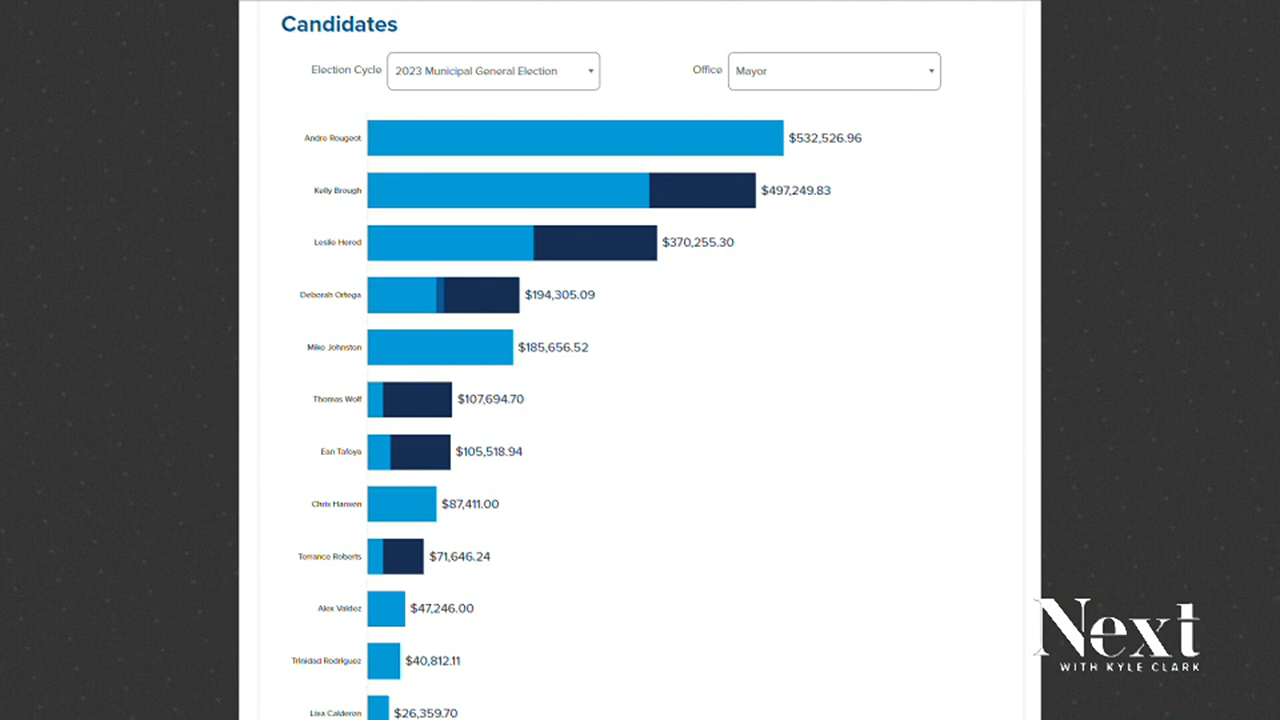 Candidates
Election Cycle 2023 Municipal General Election Office Mayor
Andre Rougeot $532,526.96
Kelly Brough $497,249.83
Leslie Herod $370,255.30
Deborah Ortega $194,305.09
Mike Johnston $185,656.52
Thomas Wolf $107,694.70
Ean Tafoya $105,518.94
Chris Hansen $87,411.00
Terrance Roberts $71,646.24
Alex Valdez $47,246.00
Trinidad Rodriguez $40,812.11
Lisa Calderon $26,359.70
Next
WITH KYLE CLARK